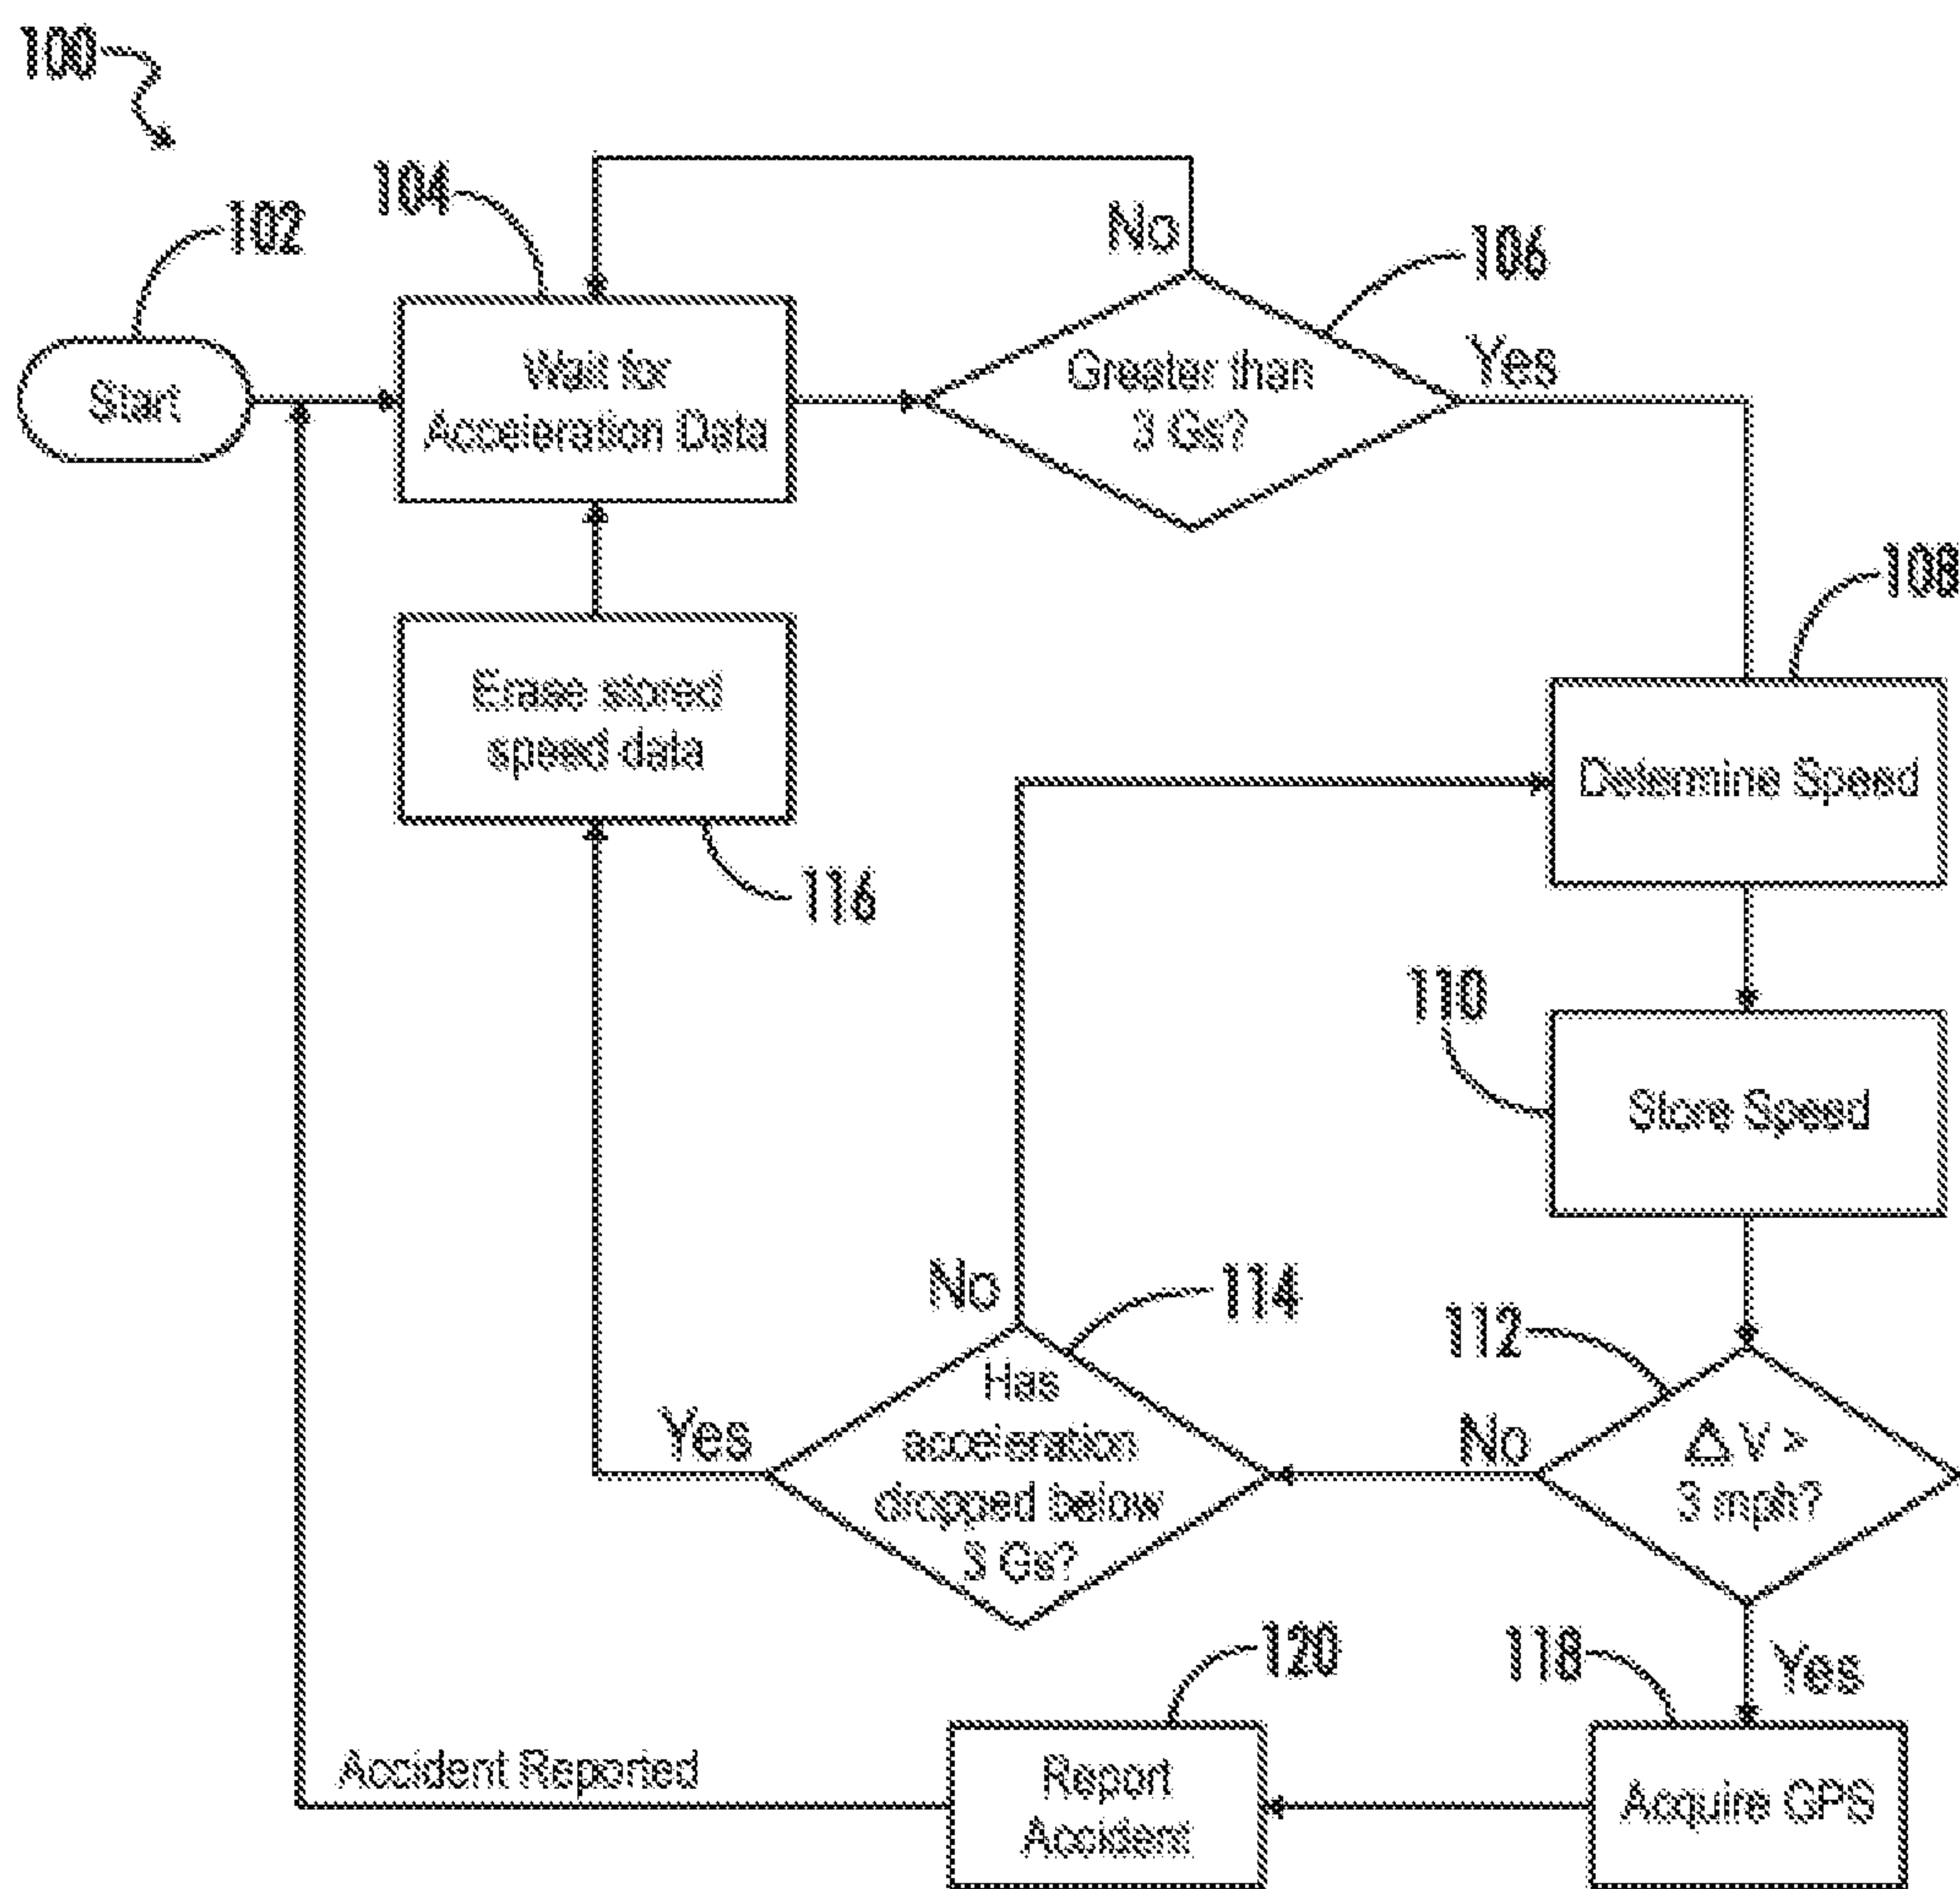 100
102
104
No
106
Start
Wait for
Acceleration Data
Greater than
3 Gs?
Yes
108
Erase stored
speed data
116
Determine Speed
110
Store Speed
No
114
112
Has
acceleration
dropped below
3 Gs?
Yes
No
Δ V >
3 mph?
120
118
Yes
Accident Reported
Report
Accident
Acquire GPS